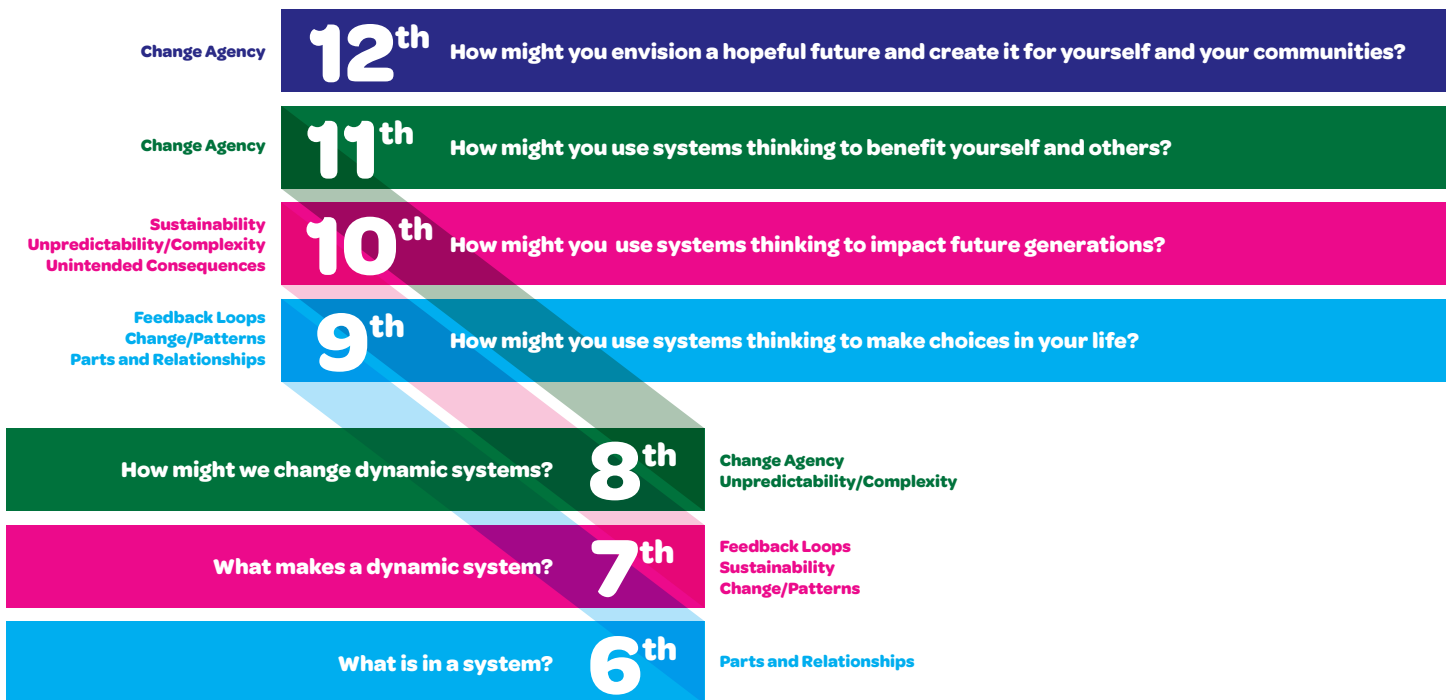 Change Agency
12th
How might you envision a hopeful future and create it for yourself and your communities?
Change Agency
11th
How might you use systems thinking to benefit yourself and others?
Sustainability
Unpredictability/Complexity
Unintended Consequences
10th
How might you use systems thinking to impact future generations?
Feedback Loops
Change/Patterns
Parts and Relationships
9th
How might you use systems thinking to make choices in your life?
How might we change dynamic systems?
8th
Change Agency
Unpredictability/Complexity
What makes a dynamic system?
7th
Feedback Loops
Sustainability
Change/Patterns
What is in a system?
6th
Parts and Relationships